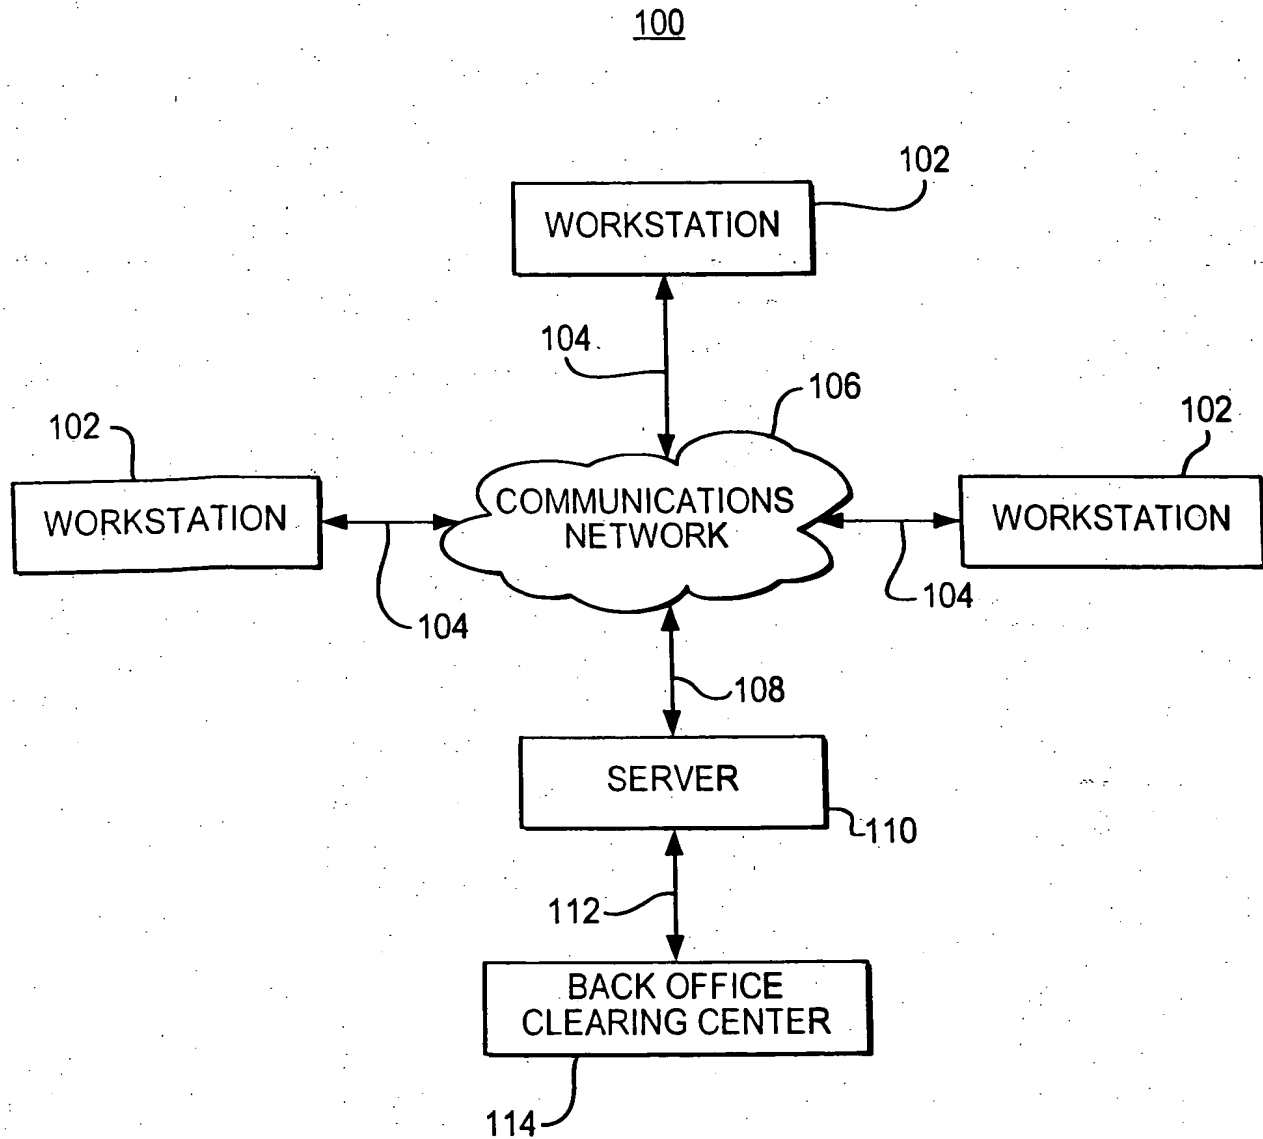 100
102
WORKSTATION
104
106
102
102
WORKSTATION
COMMUNICATIONS
NETWORK
WORKSTATION
104
104
108
SERVER
110
112
BACK OFFICE
CLEARING CENTER
114